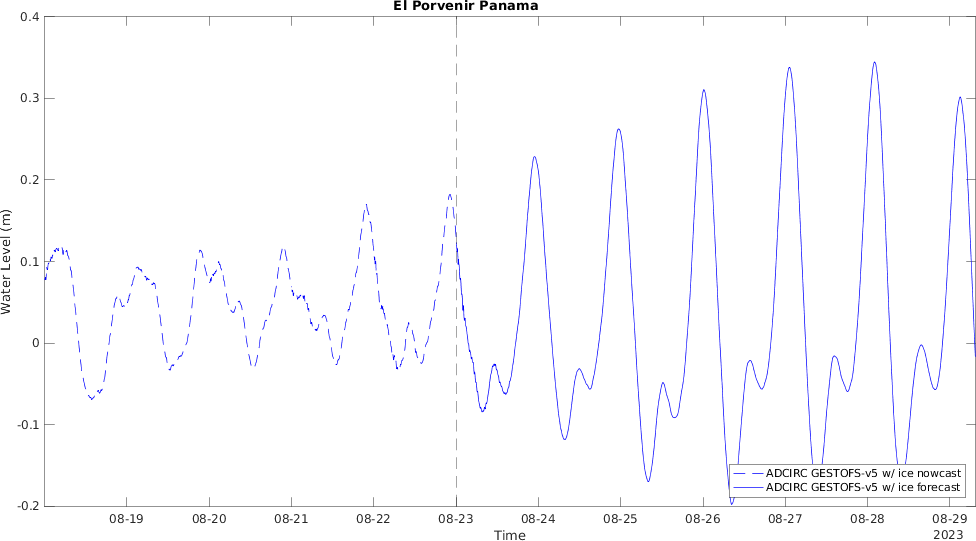 El Porvenir Panama
Water Level (m)
0.4
0.3
0.2
0.1
0
-0.1
-0.2
08-19 08-20 08-21 08-22 08-23 08-24 08-25 08-26 08-27 08-28 08-29
2023
Time
ADCIRC GESTOFS-v5 w/ ice nowcast
ADCIRC GESTOFS-v5 w/ ice forecast